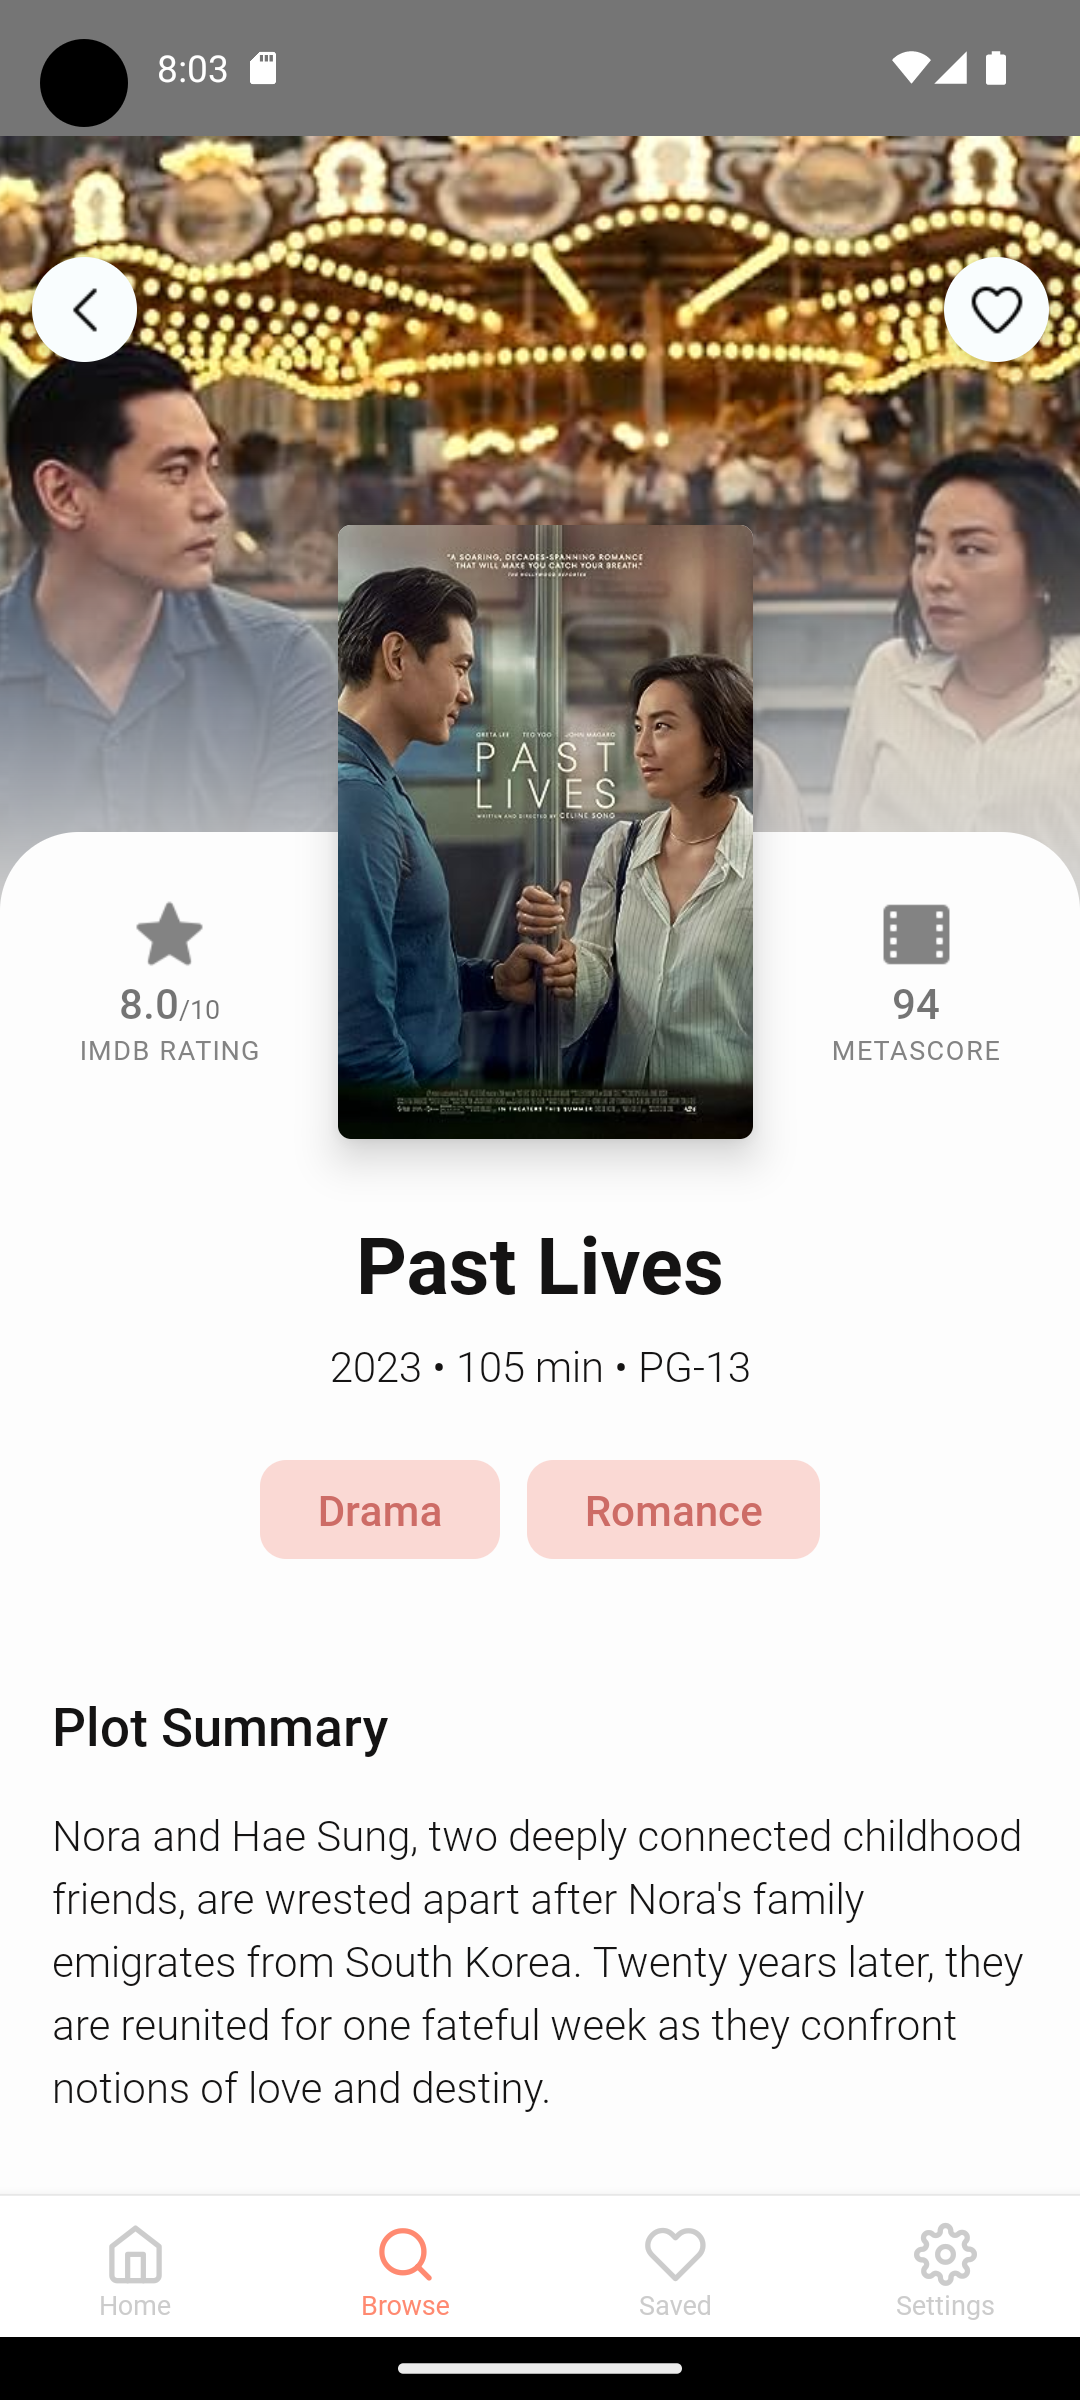 8:03
"A SOARING, DECADES-SPANNING ROMANCE
THAT WILL MAKE YOU CATCH YOUR BREATH."
THE HOLLYWOOD REPORTER
GRETA LEE TEO YOO JOHN MAGARO
PAST
LIVES
WRITTEN AND DIRECTED BY CELINE SONG
IN THEATERS THIS SUMMER
A24
8.0/10
IMDB RATING
94
METASCORE
Past Lives
2023 • 105 min • PG-13
Drama Romance
Plot Summary
Nora and Hae Sung, two deeply connected childhood
friends, are wrested apart after Nora's family
emigrates from South Korea. Twenty years later, they
are reunited for one fateful week as they confront
notions of love and destiny.
Home Browse Saved Settings